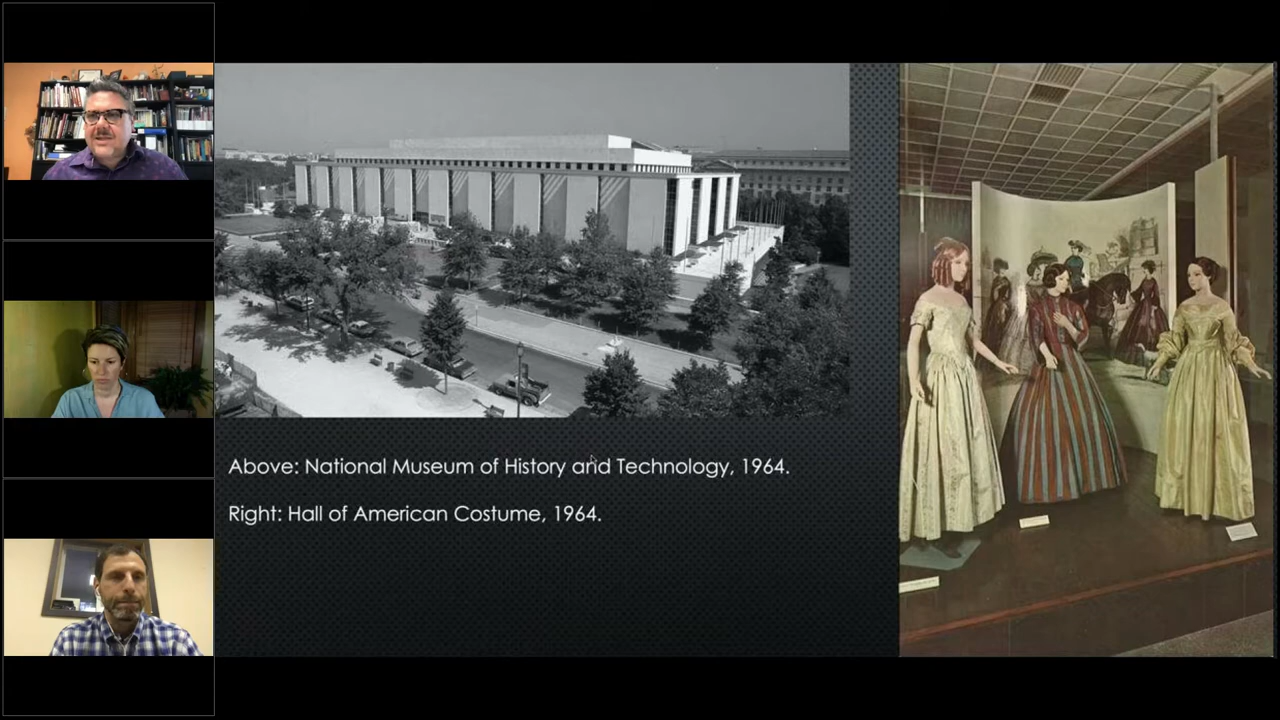 Above: National Museum of History and Technology, 1964.
Right: Hall of American Costume, 1964.